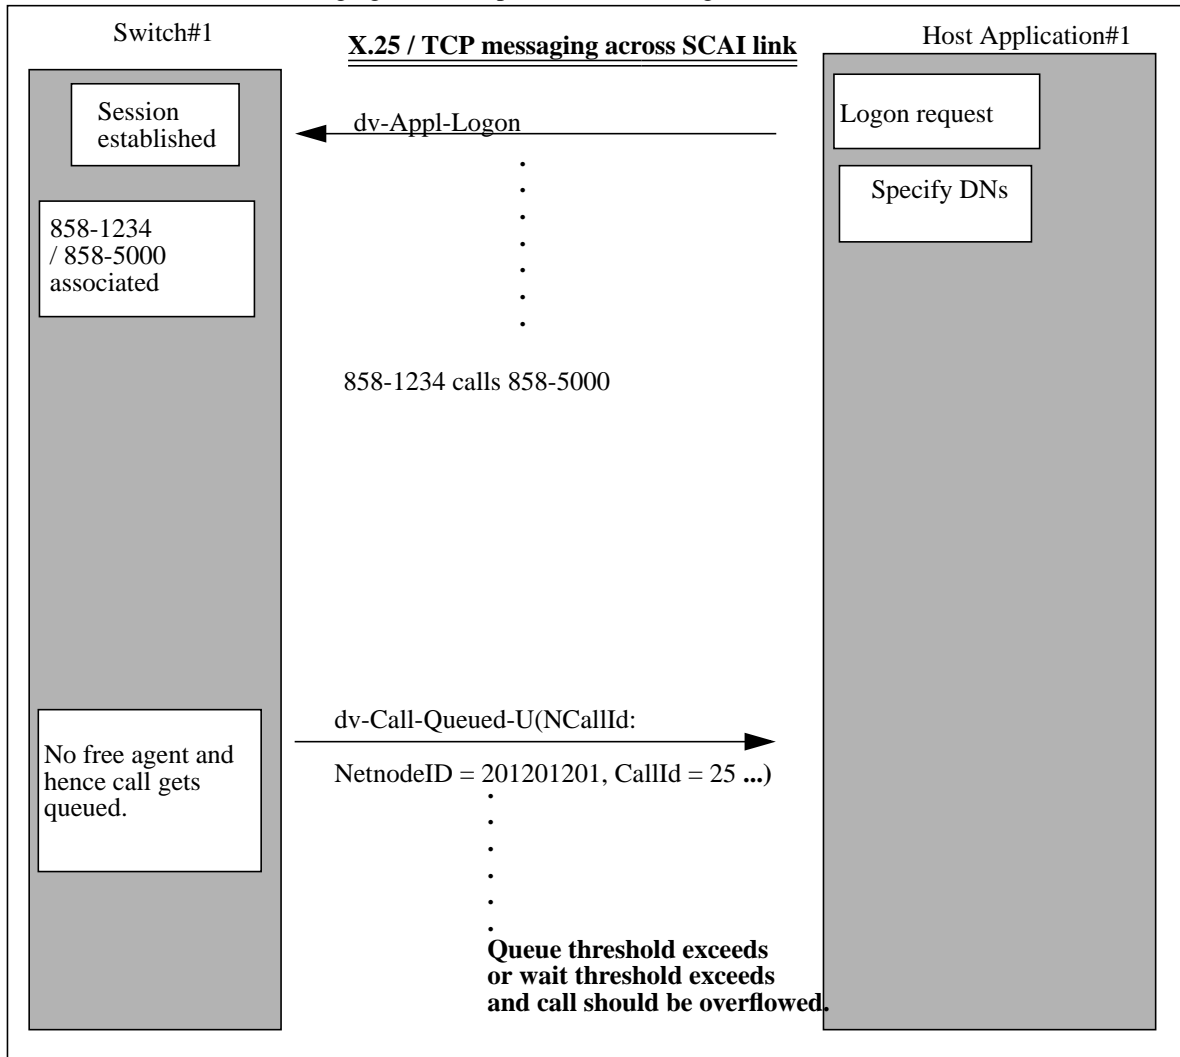 Switch#1
X.25 / TCP messaging across SCAI link
Host Application#1
Session
established
dv-Appl-Logon
Logon request
Specify DNs
858-1234
/ 858-5000
associated
858-1234 calls 858-5000
No free agent and
hence call gets
queued.
dv-Call-Queued-U(NCallId:
NetnodeID = 201201201, CallId = 25 ...)
Queue threshold exceeds
or wait threshold exceeds
and call should be overflowed.